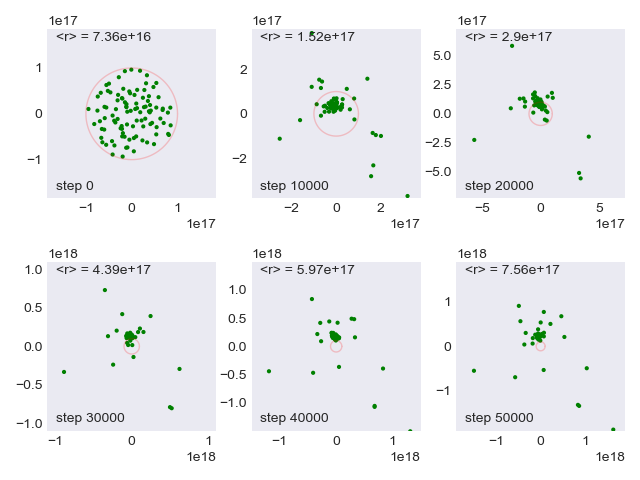 1e17
<r> = 7.36e+16
1
0
−1
step 0
−1
0
1
1e17
1e17
<r> = 1.52e+17
2
0
−2
step 10000
−2
0
2
1e17
1e17
<r> = 2.9e+17
5.0
2.5
0.0
−2.5
−5.0
step 20000
−5
0
5
1e17
1e18
<r> = 4.39e+17
1.0
0.5
0.0
−0.5
−1.0
step 30000
−1
0
1
1e18
1e18
<r> = 5.97e+17
1.0
0.5
0.0
−0.5
−1.0
step 40000
−1
0
1
1e18
1e18
<r> = 7.56e+17
1
0
−1
step 50000
−1
0
1
1e18